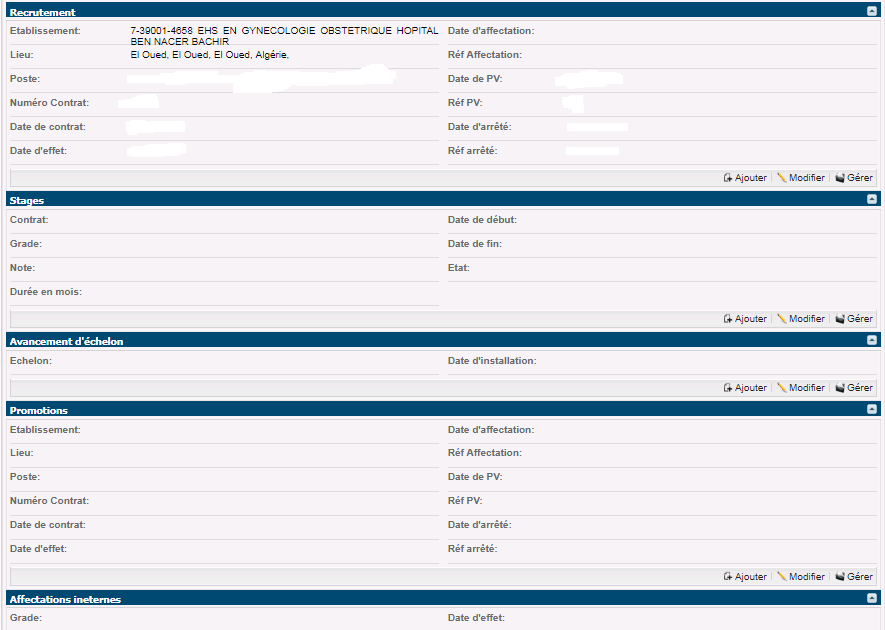 Recrutement
Etablissement: 7-39001-4658 EHS EN GYNECOLOGIE OBSTETRIQUE HOPITAL BEN NACER BACHIR Date d'affectation:
Lieu: El Oued, El Oued, El Oued, Algérie, Réf Affectation:
Poste: Date de PV:
Numéro Contrat: Réf PV:
Date de contrat: Date d'arrêté:
Date d'effet: Réf arrêté:
Ajouter Modifier Gérer
Stages
Contrat: Date de début:
Grade: Date de fin:
Note: Etat:
Durée en mois:
Ajouter Modifier Gérer
Avancement d'échelon
Echelon: Date d'installation:
Ajouter Modifier Gérer
Promotions
Etablissement: Date d'affectation:
Lieu: Réf Affectation:
Poste: Date de PV:
Numéro Contrat: Réf PV:
Date de contrat: Date d'arrêté:
Date d'effet: Réf arrêté:
Ajouter Modifier Gérer
Affectations ineternes
Grade: Date d'effet: